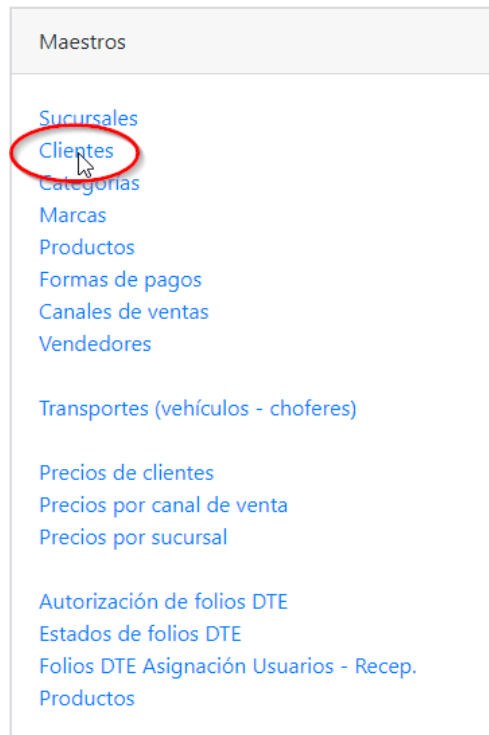 Maestros
Sucursales
Clientes
Categorías
Marcas
Productos
Formas de pagos
Canales de ventas
Vendedores
Transportes (vehículos - choferes)
Precios de clientes
Precios por canal de venta
Precios por sucursal
Autorización de folios DTE
Estados de folios DTE
Folios DTE Asignación Usuarios - Recep.
Productos